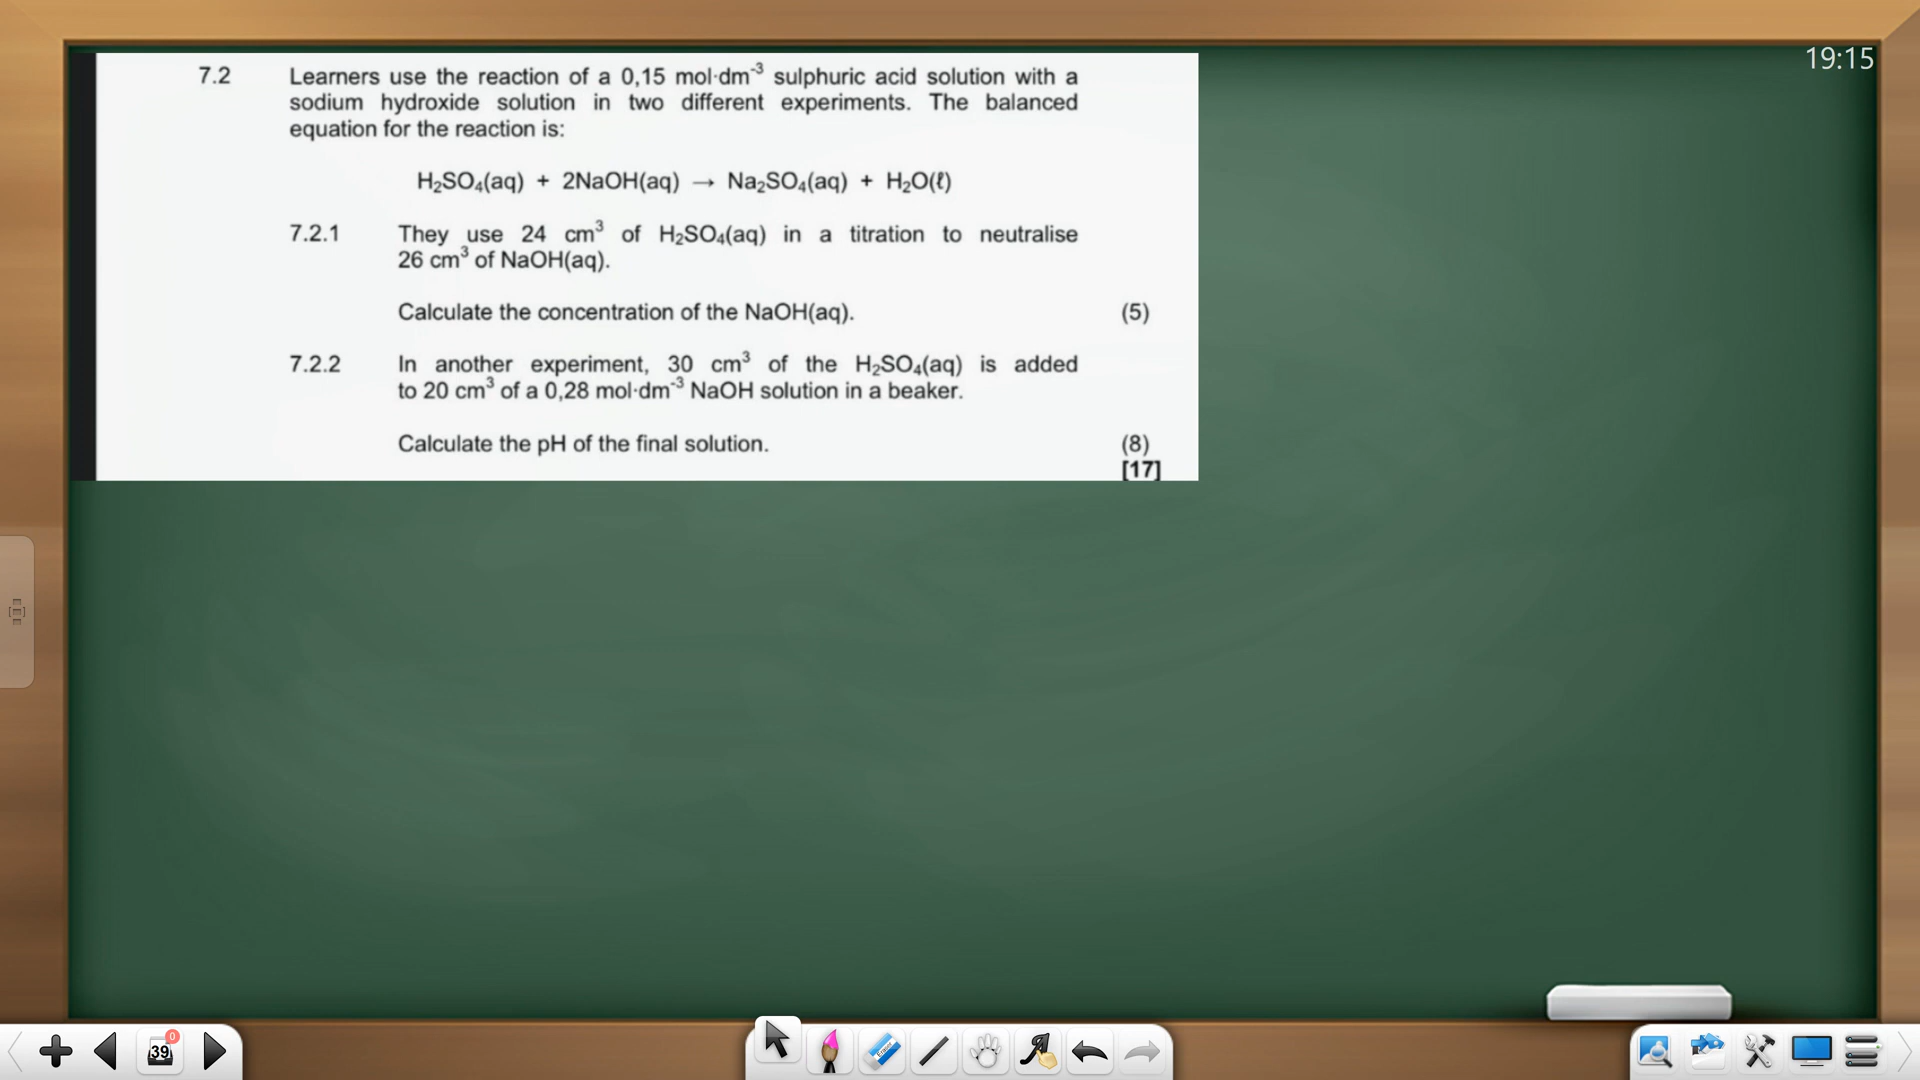 19:15
7.2 Learners use the reaction of a 0,15 mol·dm⁻³ sulphuric acid solution with a
sodium hydroxide solution in two different experiments. The balanced
equation for the reaction is:
H₂SO₄(aq) + 2NaOH(aq) → Na₂SO₄(aq) + H₂O(ℓ)
7.2.1 They use 24 cm³ of H₂SO₄(aq) in a titration to neutralise
26 cm³ of NaOH(aq).
Calculate the concentration of the NaOH(aq). (5)
7.2.2 In another experiment, 30 cm³ of the H₂SO₄(aq) is added
to 20 cm³ of a 0,28 mol·dm⁻³ NaOH solution in a beaker.
Calculate the pH of the final solution. (8)
[17]
0
39
Eraser